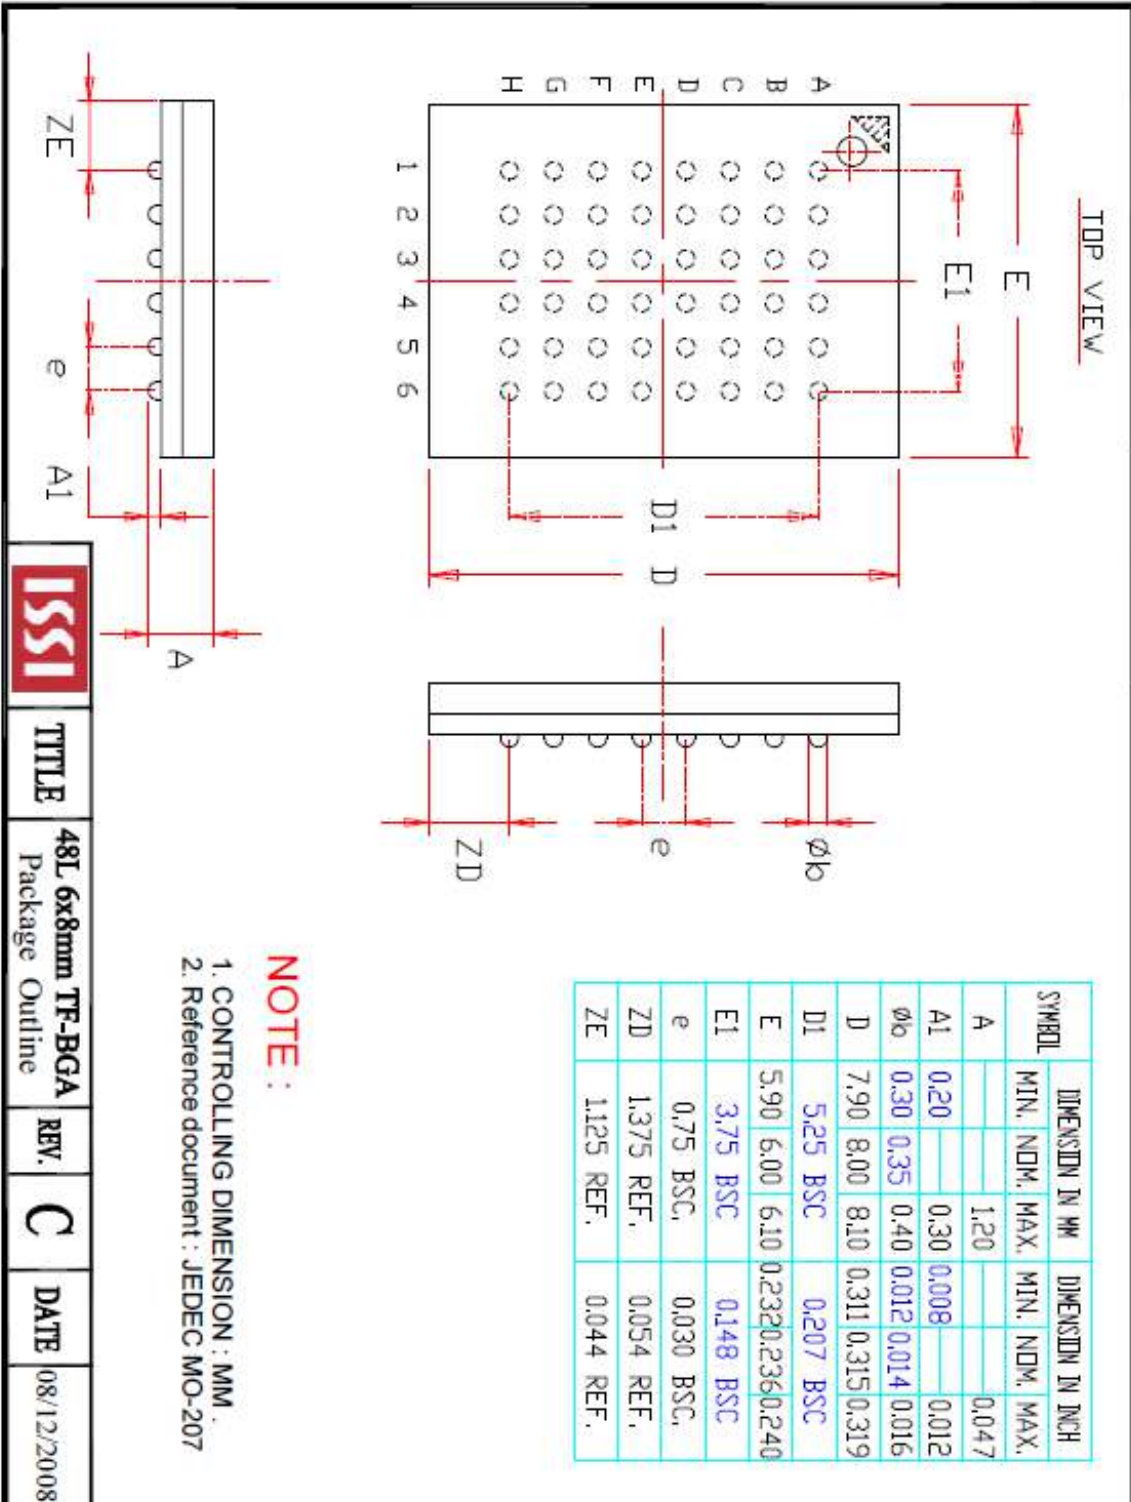 TOP VIEW
E
E1
A B C D E F G H
1 2 3 4 5 6
D1
D
ZE
e
A1
A
Øb
e
ZD
SYMBOL DIMENSION IN MM DIMENSION IN INCH
MIN. NOM. MAX. MIN. NOM. MAX.
A 1.20 0.047
A1 0.20 0.30 0.008 0.012
Øb 0.30 0.35 0.40 0.012 0.014 0.016
D 7.90 8.00 8.10 0.311 0.315 0.319
D1 5.25 BSC 0.207 BSC
E 5.90 6.00 6.10 0.232 0.236 0.240
E1 3.75 BSC 0.148 BSC
e 0.75 BSC. 0.030 BSC.
ZD 1.375 REF. 0.054 REF.
ZE 1.125 REF. 0.044 REF.
NOTE :
1. CONTROLLING DIMENSION : MM .
2. Reference document : JEDEC MO-207
ISSI
TITLE
48L 6x8mm TF-BGA
Package Outline
REV.
C
DATE
08/12/2008